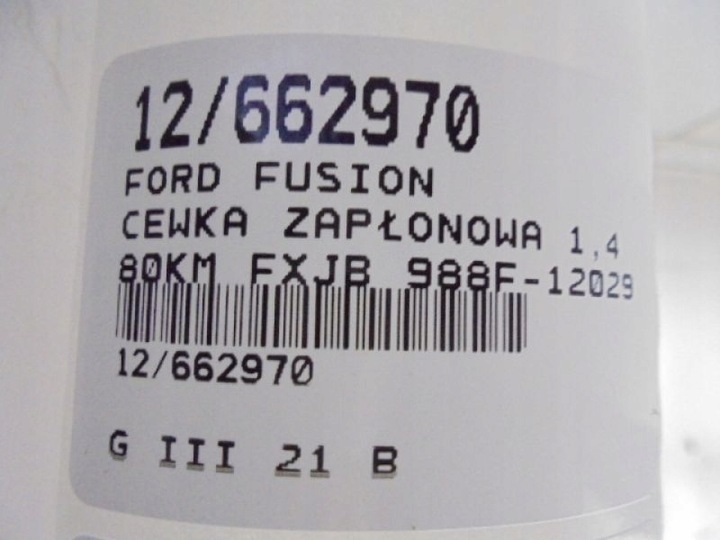 12/662970
FORD FUSION
CEWKA ZAPŁONOWA 1,4
80KM FXJB 988F-12029
12/662970
G III 21 B